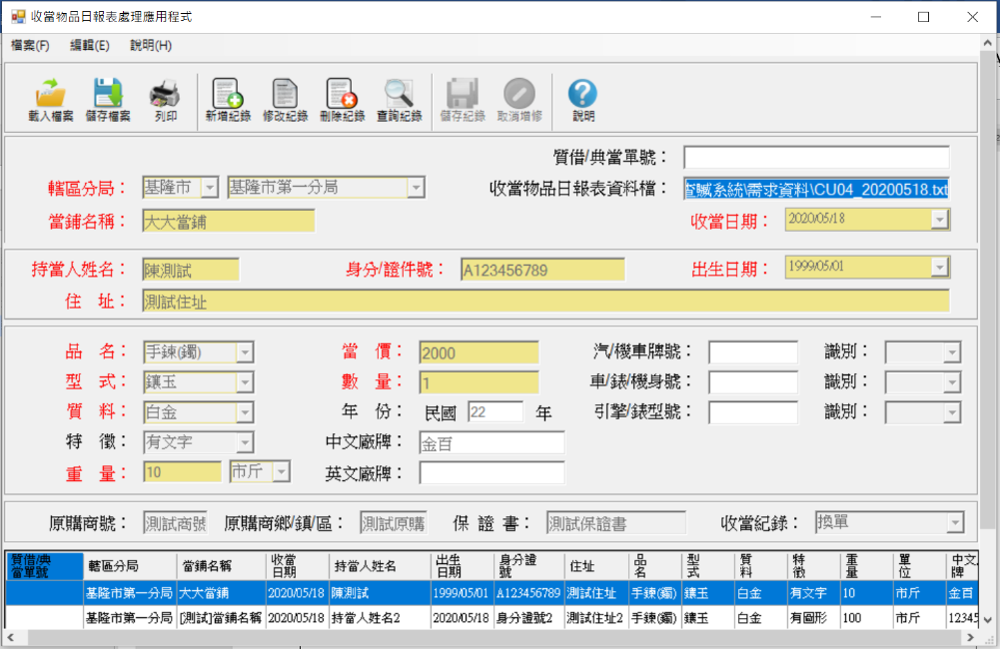 收當物品日報表處理應用程式
檔案(F) 編輯(E) 說明(H)
載入檔案 儲存檔案 列印 新增紀錄 修改紀錄 刪除紀錄 查詢紀錄 儲存紀錄 取消增修 說明
質借/典當單號：
轄區分局： 基隆市 基隆市第一分局 收當物品日報表資料檔： 查贓系統\需求資料\CU04_20200518.txt
當鋪名稱： 大大當鋪 收當日期： 2020/05/18
持當人姓名： 陳測試 身分/證件號： A123456789 出生日期： 1999/05/01
住 址： 測試住址
品 名： 手鍊(鐲) 當 價： 2000 汽/機車牌號： 識別：
型 式： 鑲玉 數 量： 1 車/錶/機身號： 識別：
質 料： 白金 年 份： 民國 22 年 引擎/錶型號： 識別：
特 徵： 有文字 中文廠牌： 金百
重 量： 10 市斤 英文廠牌：
原購商號： 測試商號 原購商鄉/鎮/區： 測試原購 保 證 書： 測試保證書 收當紀錄： 換單
質借/典當單號 轄區分局 當鋪名稱 收當日期 持當人姓名 出生日期 身分證號 住址 品名 型式 質料 特徵 重量 單位 中文牌
基隆市第一分局 大大當鋪 2020/05/18 陳測試 1999/05/01 A123456789 測試住址 手鍊(鐲) 鑲玉 白金 有文字 10 市斤 金百
基隆市第一分局 [測試]當鋪名稱 2020/05/18 持當人姓名2 2020/05/18 身分證號2 測試住址2 手鍊(鐲) 鑲玉 白金 有圖形 100 市斤 12345